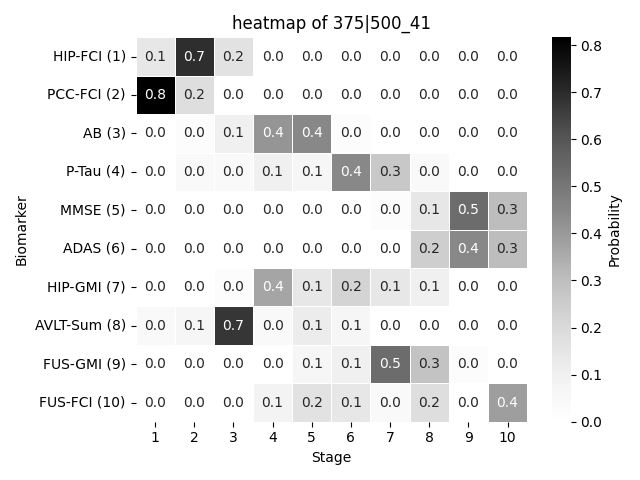 heatmap of 375|500_41
HIP-FCI (1) 0.1 0.7 0.2 0.0 0.0 0.0 0.0 0.0 0.0 0.0
PCC-FCI (2) 0.8 0.2 0.0 0.0 0.0 0.0 0.0 0.0 0.0 0.0
AB (3) 0.0 0.0 0.1 0.4 0.4 0.0 0.0 0.0 0.0 0.0
P-Tau (4) 0.0 0.0 0.0 0.1 0.1 0.4 0.3 0.0 0.0 0.0
MMSE (5) 0.0 0.0 0.0 0.0 0.0 0.0 0.0 0.1 0.5 0.3
ADAS (6) 0.0 0.0 0.0 0.0 0.0 0.0 0.0 0.2 0.4 0.3
HIP-GMI (7) 0.0 0.0 0.0 0.4 0.1 0.2 0.1 0.1 0.0 0.0
AVLT-Sum (8) 0.0 0.1 0.7 0.0 0.1 0.1 0.0 0.0 0.0 0.0
FUS-GMI (9) 0.0 0.0 0.0 0.0 0.1 0.1 0.5 0.3 0.0 0.0
FUS-FCI (10) 0.0 0.0 0.0 0.1 0.2 0.1 0.0 0.2 0.0 0.4
1 2 3 4 5 6 7 8 9 10
Stage
Biomarker
0.8
0.7
0.6
0.5
0.4
0.3
0.2
0.1
0.0
Probability